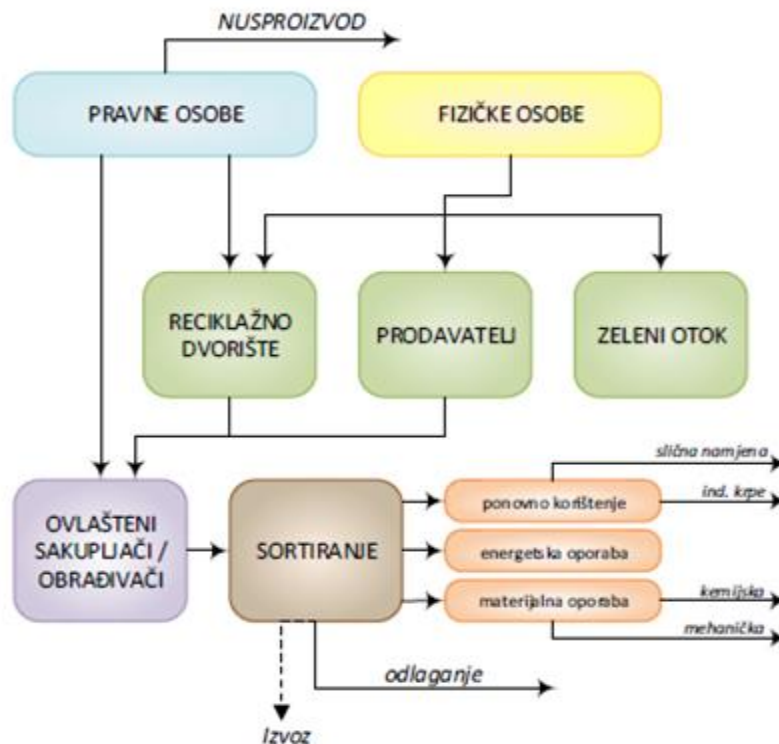 NUSPROIZVOD
PRAVNE OSOBE
FIZIČKE OSOBE
RECIKLAŽNO
DVORIŠTE
PRODAVATELJ
ZELENI OTOK
OVLAŠTENI
SAKUPLJAČI /
OBRAĐIVAČI
SORTIRANJE
ponovno korištenje
slična namjena
ind. krpe
energetska oporaba
materijalna oporaba
kemijska
mehanička
odlaganje
Izvoz